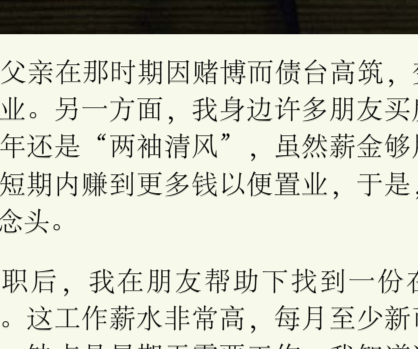 父亲在那时期因赌博而债台高筑，
业。另一方面，我身边许多朋友买
年还是“两袖清风”，虽然薪金够
短期内赚到更多钱以便置业，于是，
念头。
职后，我在朋友帮助下找到一份在
。这工作薪水非常高，每月至少新